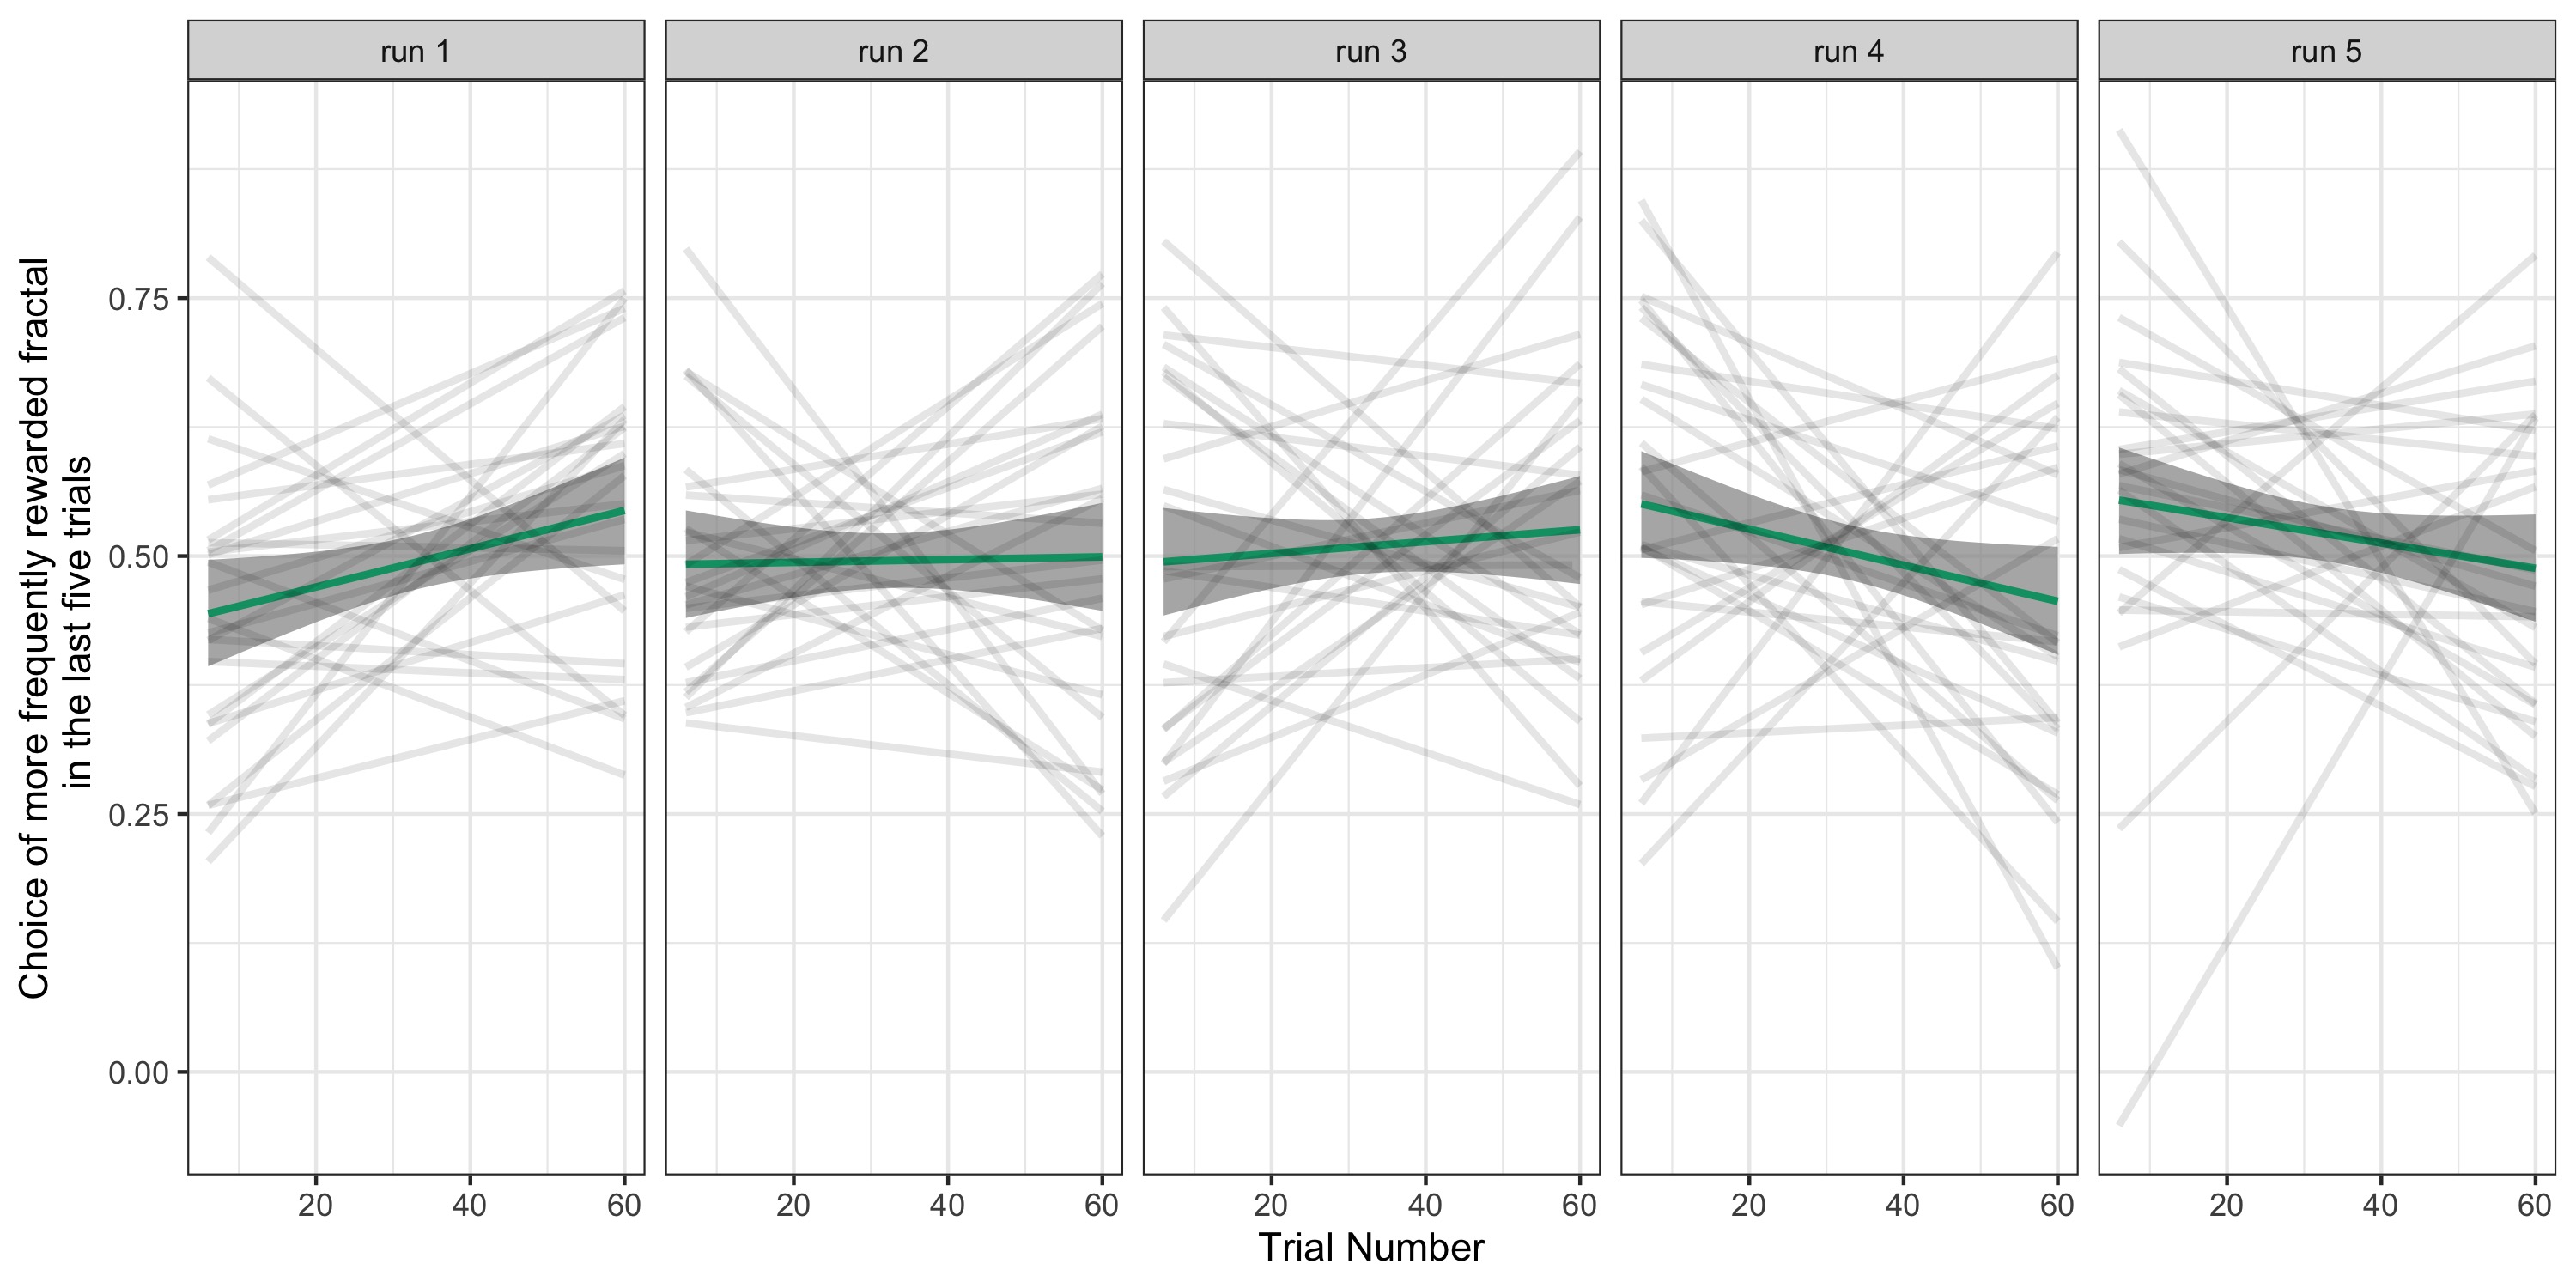 run 1
run 2
run 3
run 4
run 5
Choice of more frequently rewarded fractal
in the last five trials
0.75
0.50
0.25
0.00
20 40 60
20 40 60
20 40 60
20 40 60
20 40 60
Trial Number